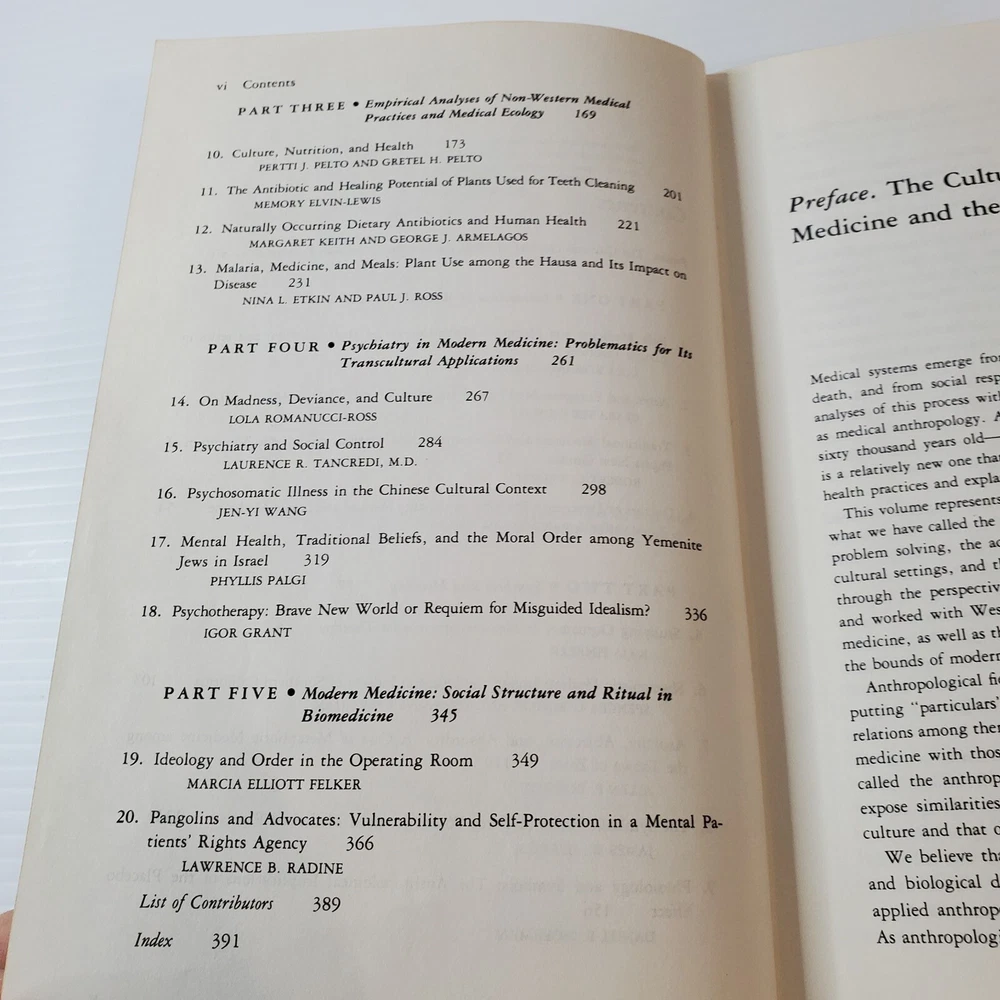 vi Contents
PART THREE • Empirical Analyses of Non-Western Medical
Practices and Medical Ecology 169
10. Culture, Nutrition, and Health 173
PERTTI J. PELTO AND GRETEL H. PELTO
11. The Antibiotic and Healing Potential of Plants Used for Teeth Cleaning 201
MEMORY ELVIN-LEWIS
12. Naturally Occurring Dietary Antibiotics and Human Health 221
MARGARET KEITH AND GEORGE J. ARMELAGOS
13. Malaria, Medicine, and Meals: Plant Use among the Hausa and Its Impact on
Disease 231
NINA L. ETKIN AND PAUL J. ROSS
PART FOUR • Psychiatry in Modern Medicine: Problematics for Its
Transcultural Applications 261
14. On Madness, Deviance, and Culture 267
LOLA ROMANUCCI-ROSS
15. Psychiatry and Social Control 284
LAURENCE R. TANCREDI, M.D.
16. Psychosomatic Illness in the Chinese Cultural Context 298
JEN-YI WANG
17. Mental Health, Traditional Beliefs, and the Moral Order among Yemenite
Jews in Israel 319
PHYLLIS PALGI
18. Psychotherapy: Brave New World or Requiem for Misguided Idealism? 336
IGOR GRANT
PART FIVE • Modern Medicine: Social Structure and Ritual in
Biomedicine 345
19. Ideology and Order in the Operating Room 349
MARCIA ELLIOTT FELKER
20. Pangolins and Advocates: Vulnerability and Self-Protection in a Mental Pa-
tients' Rights Agency 366
LAWRENCE B. RADINE
List of Contributors 389
Index 391
Preface. The Cultu
Medicine and the
Medical systems emerge fro
death, and from social resp
analyses of this process wit
as medical anthropology. A
sixty thousand years old—
is a relatively new one tha
health practices and expla
This volume represents
what we have called the
problem solving, the ac
cultural settings, and t
through the perspectiv
and worked with Wes
medicine, as well as t
the bounds of modern
Anthropological fie
putting "particulars"
relations among ther
medicine with thos
called the anthrop
expose similarities
culture and that o
We believe tha
and biological d
applied anthrop
As anthropologi